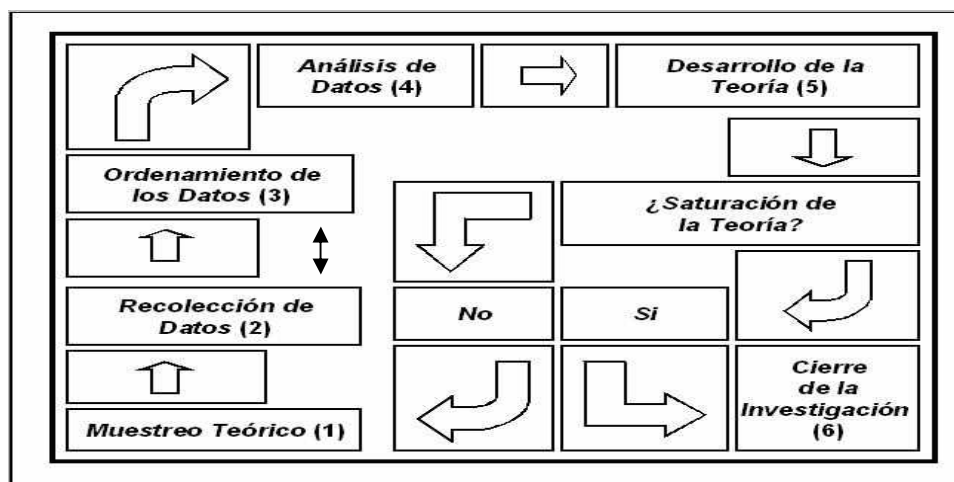 Análisis de
Datos (4)
Desarrollo de la
Teoría (5)
Ordenamiento de
los Datos (3)
¿Saturación de
la Teoría?
Recolección de
Datos (2)
No
Si
Cierre
de la
Investigación
(6)
Muestreo Teórico (1)